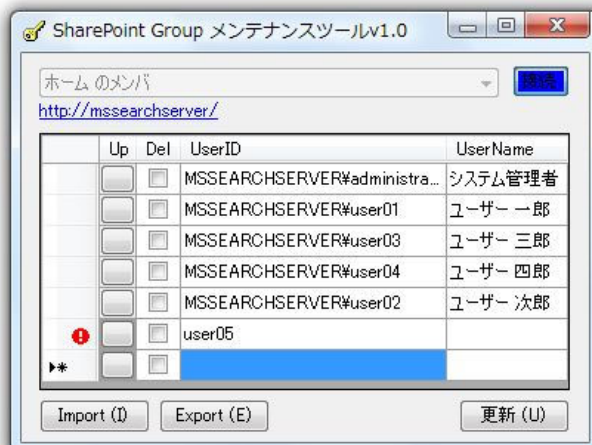 SharePoint Group メンテナンスツールv1.0
ホーム のメンバ
接続
http://mssearchserver/
Up Del UserID UserName
MSSEARCHSERVER¥administra... システム管理者
MSSEARCHSERVER¥user01 ユーザー 一郎
MSSEARCHSERVER¥user03 ユーザー 三郎
MSSEARCHSERVER¥user04 ユーザー 四郎
MSSEARCHSERVER¥user02 ユーザー 次郎
user05
Import (I) Export (E) 更新 (U)